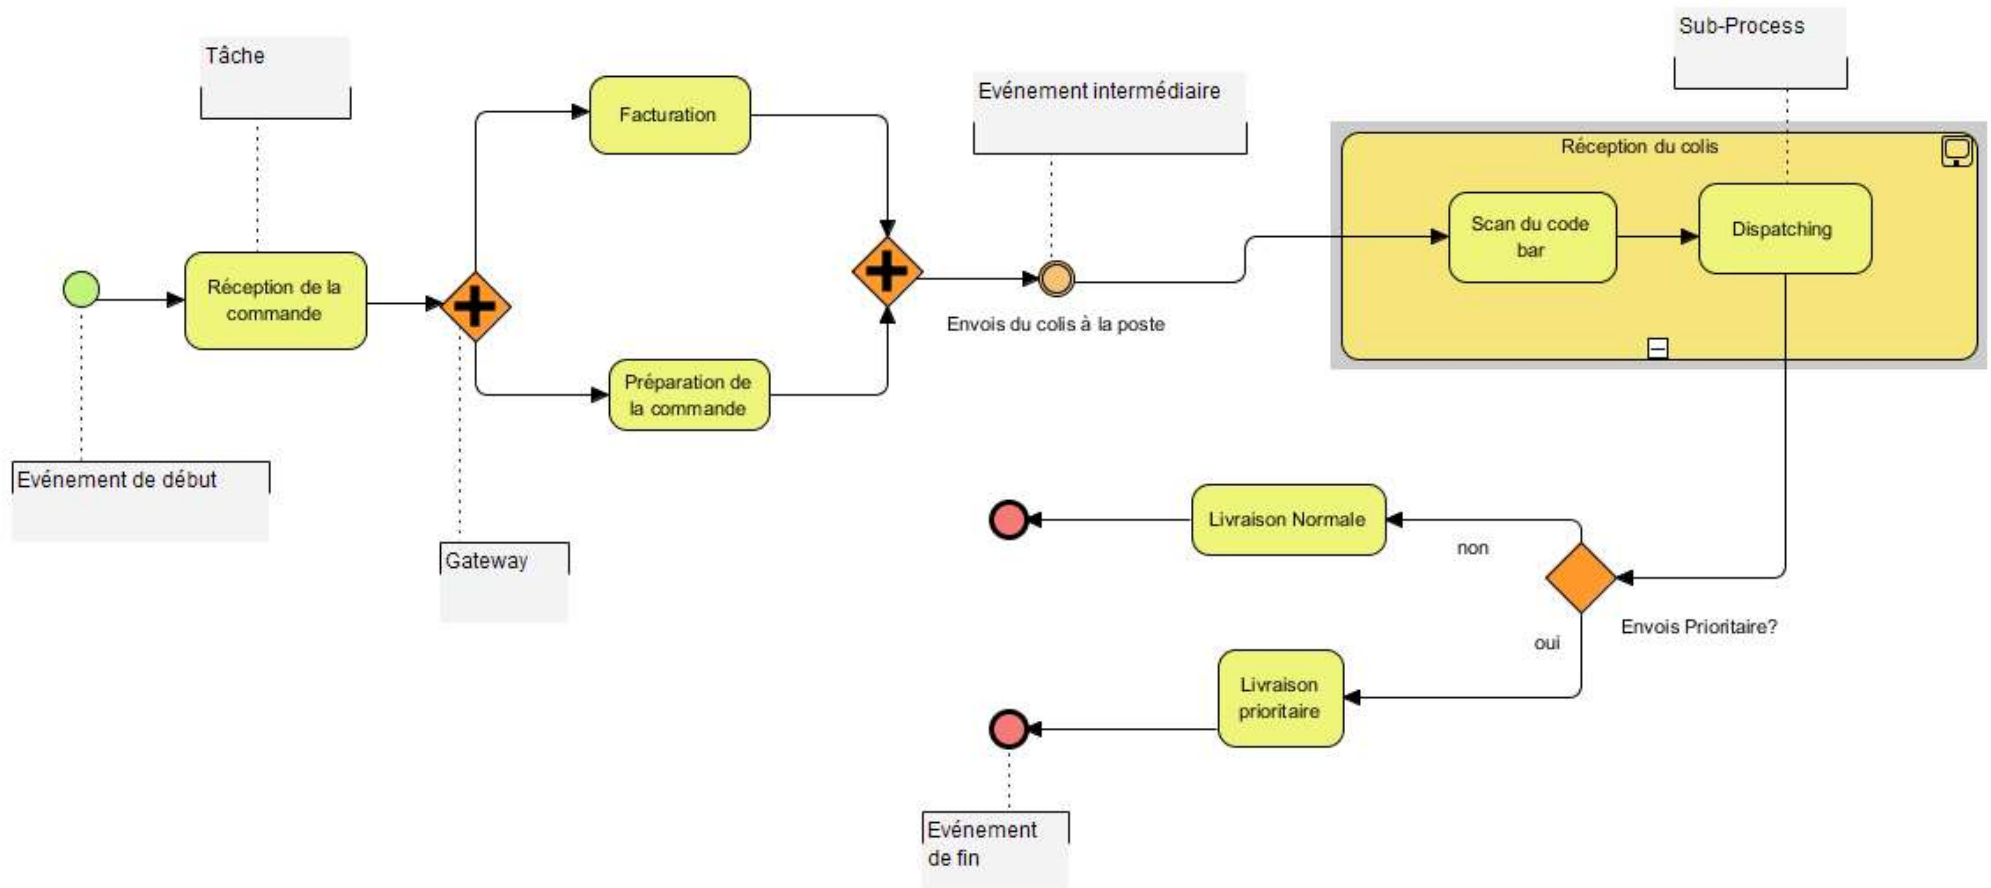 Sub-Process
Tâche
Evénement intermédiaire
Facturation
Réception du colis
Scan du code
bar
Dispatching
Réception de la
commande
Envois du colis à la poste
Préparation de
la commande
Evénement de début
Gateway
Livraison Normale
non
Envois Prioritaire?
oui
Livraison
prioritaire
Evénement
de fin